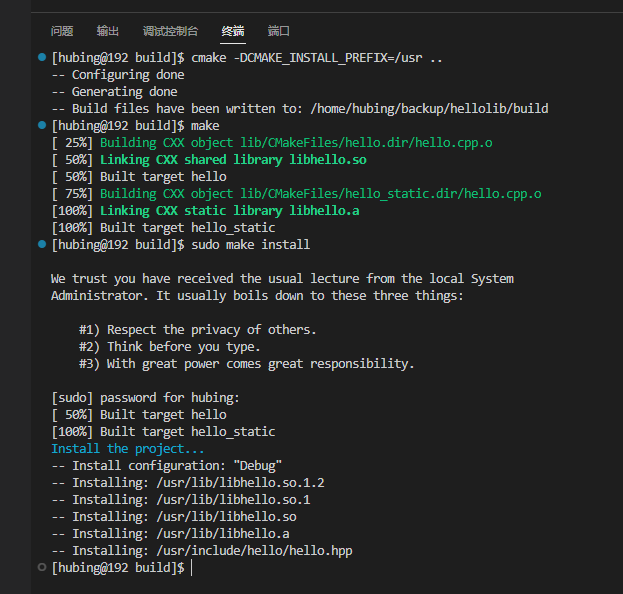 问题 输出 调试控制台 终端 端口
[hubing@192 build]$ cmake -DCMAKE_INSTALL_PREFIX=/usr ..
-- Configuring done
-- Generating done
-- Build files have been written to: /home/hubing/backup/hellolib/build
[hubing@192 build]$ make
[ 25%] Building CXX object lib/CMakeFiles/hello.dir/hello.cpp.o
[ 50%] Linking CXX shared library libhello.so
[ 50%] Built target hello
[ 75%] Building CXX object lib/CMakeFiles/hello_static.dir/hello.cpp.o
[100%] Linking CXX static library libhello.a
[100%] Built target hello_static
[hubing@192 build]$ sudo make install
We trust you have received the usual lecture from the local System
Administrator. It usually boils down to these three things:
#1) Respect the privacy of others.
#2) Think before you type.
#3) With great power comes great responsibility.
[sudo] password for hubing:
[ 50%] Built target hello
[100%] Built target hello_static
Install the project...
-- Install configuration: "Debug"
-- Installing: /usr/lib/libhello.so.1.2
-- Installing: /usr/lib/libhello.so.1
-- Installing: /usr/lib/libhello.so
-- Installing: /usr/lib/libhello.a
-- Installing: /usr/include/hello/hello.hpp
[hubing@192 build]$